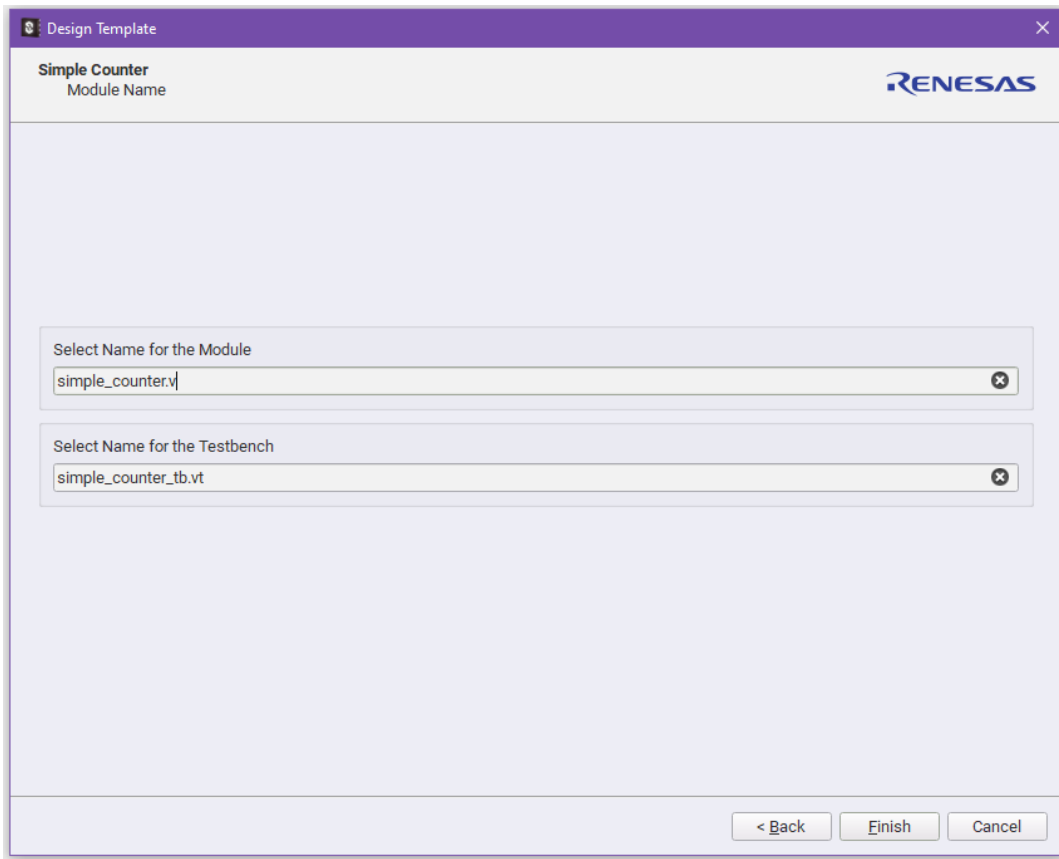 Design Template
Simple Counter
Module Name
RENESAS
Select Name for the Module
simple_counter.v
Select Name for the Testbench
simple_counter_tb.vt
< Back
Finish
Cancel